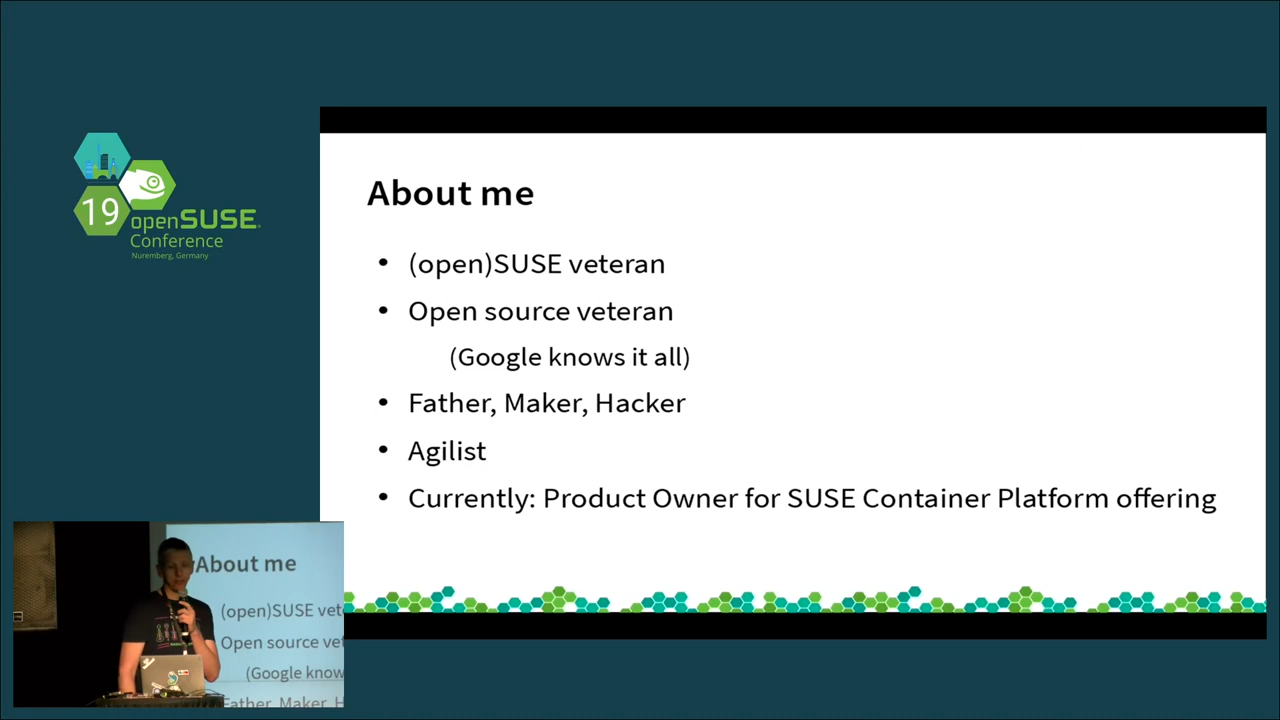 19
openSUSE
Conference
Nuremberg, Germany
About me
• (open)SUSE veteran
• Open source veteran
(Google knows it all)
• Father, Maker, Hacker
• Agilist
• Currently: Product Owner for SUSE Container Platform offering
About me
(open)SUSE vet
Open source vet
(Google know
Father, Maker, H